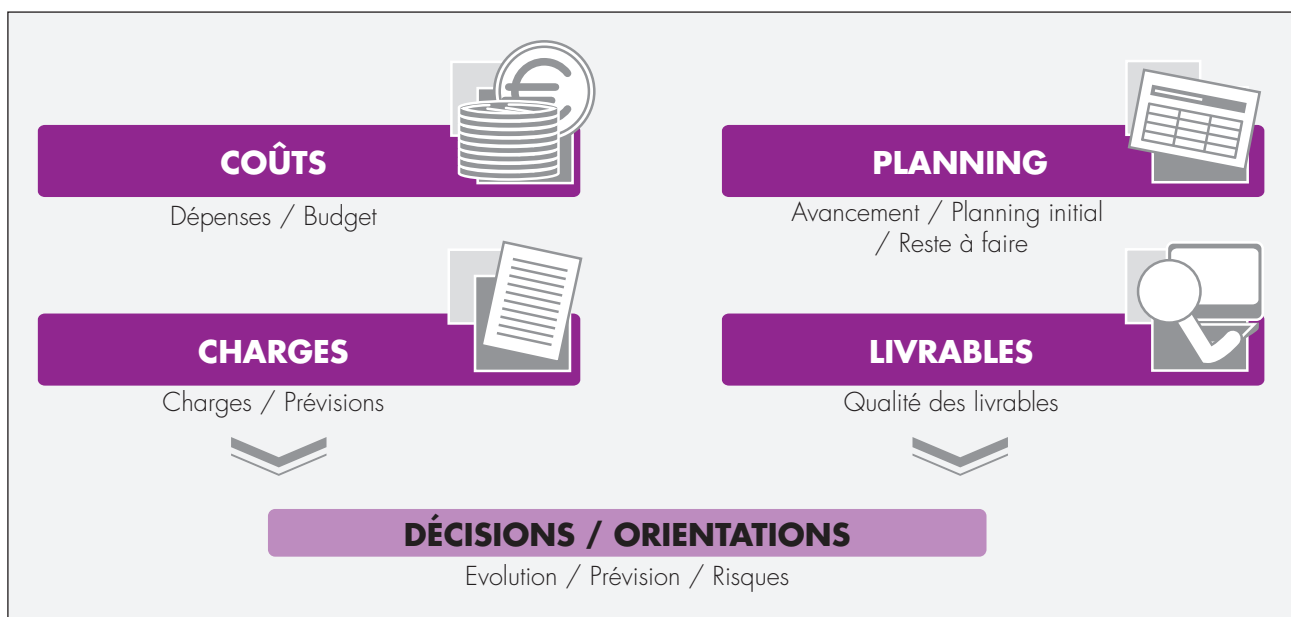 COÛTS
Dépenses / Budget
PLANNING
Avancement / Planning initial
/ Reste à faire
CHARGES
Charges / Prévisions
LIVRABLES
Qualité des livrables
DÉCISIONS / ORIENTATIONS
Evolution / Prévision / Risques